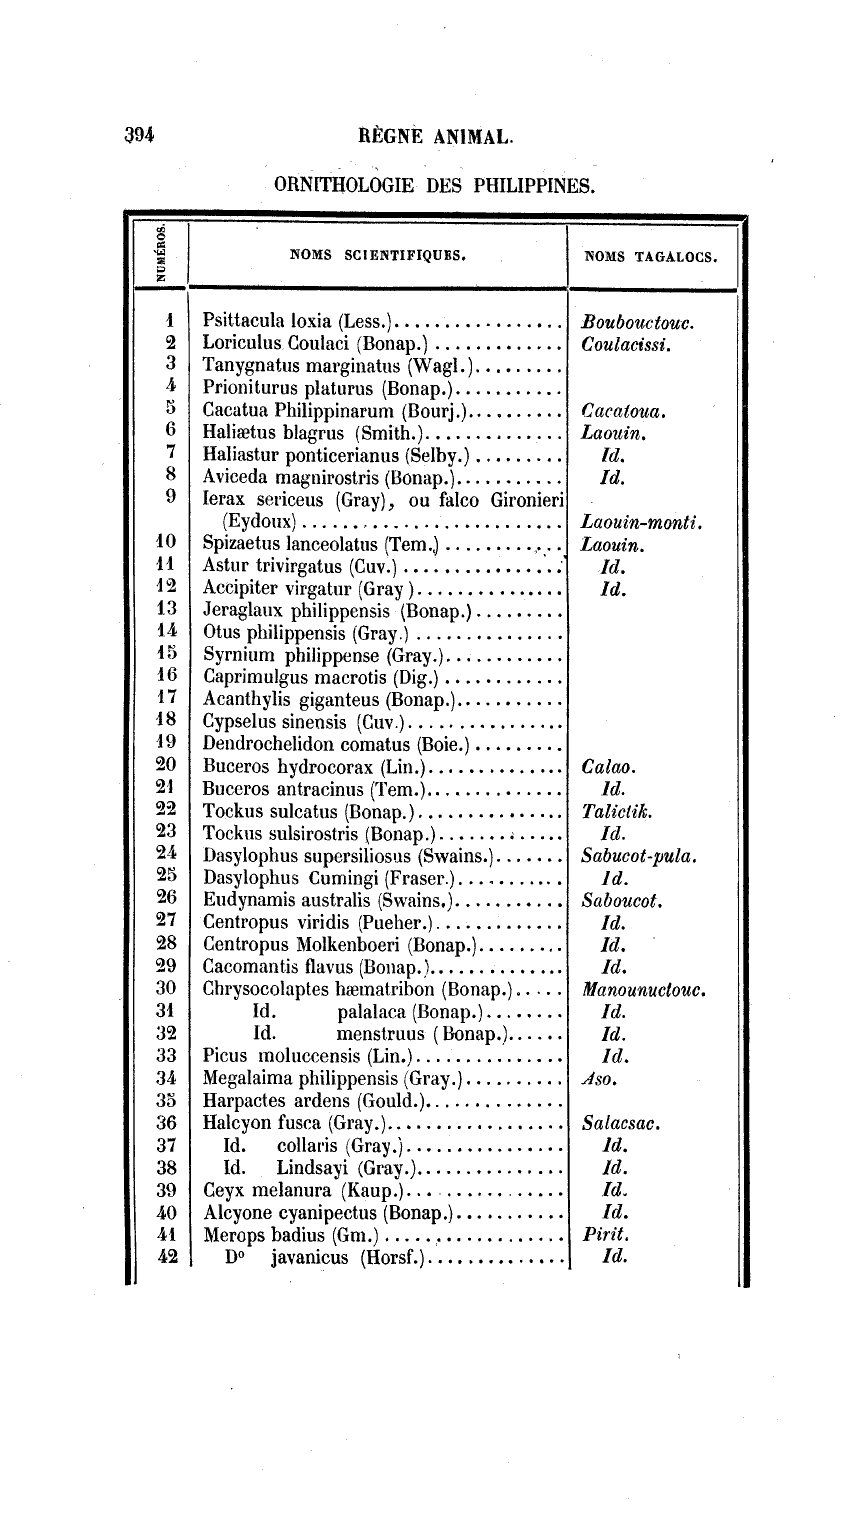 394 RÈGNE ANIMAL.
ORNITHOLOGIE DES PHILIPPINES.
NUMÉROS. NOMS SCIENTIFIQUES. NOMS TAGALOCS.
1 Psittacula loxia (Less.)................. Boubouctouc.
2 Loriculus Coulaci (Bonap.) ............. Coulacissi.
3 Tanygnatus marginatus (Wagl.).........
4 Prioniturus platurus (Bonap.)...........
5 Cacatua Philippinarum (Bourj.).......... Cacatoua.
6 Haliætus blagrus (Smith.).............. Laouin.
7 Haliastur ponticerianus (Selby.) ......... Id.
8 Aviceda magnirostris (Bonap.)........... Id.
9 Ierax sericeus (Gray), ou falco Gironieri
(Eydoux) .......................... Laouin-monti.
10 Spizaetus lanceolatus (Tem.) ............ Laouin.
11 Astur trivirgatus (Cuv.) ................ Id.
12 Accipiter virgatur (Gray )............... Id.
13 Jeraglaux philippensis (Bonap.).........
14 Otus philippensis (Gray.) ...............
15 Syrnium philippense (Gray.)............
16 Caprimulgus macrotis (Dig.) ............
17 Acanthylis giganteus (Bonap.)...........
18 Cypselus sinensis (Cuv.)................
19 Dendrochelidon comatus (Boie.) .........
20 Buceros hydrocorax (Lin.).............. Calao.
21 Buceros antracinus (Tem.).............. Id.
22 Tockus sulcatus (Bonap.)............... Talictik.
23 Tockus sulsirostris (Bonap.)............. Id.
24 Dasylophus supersiliosus (Swains.)....... Sabucot-pula.
25 Dasylophus Cumingi (Fraser.)........... Id.
26 Eudynamis australis (Swains.)........... Saboucot.
27 Centropus viridis (Pueher.)............. Id.
28 Centropus Molkenboeri (Bonap.)......... Id.
29 Cacomantis flavus (Bonap.).............. Id.
30 Chrysocolaptes hæmatribon (Bonap.)..... Manounuctouc.
31 Id. palalaca (Bonap.)........ Id.
32 Id. menstruus ( Bonap.)...... Id.
33 Picus moluccensis (Lin.)............... Id.
34 Megalaima philippensis (Gray.).......... Aso.
35 Harpactes ardens (Gould.)..............
36 Halcyon fusca (Gray.).................. Salacsac.
37 Id. collaris (Gray.)................ Id.
38 Id. Lindsayi (Gray.)............... Id.
39 Ceyx melanura (Kaup.)................ Id.
40 Alcyone cyanipectus (Bonap.)........... Id.
41 Merops badius (Gm.) .................. Pirit.
42 Do javanicus (Horsf.).............. Id.